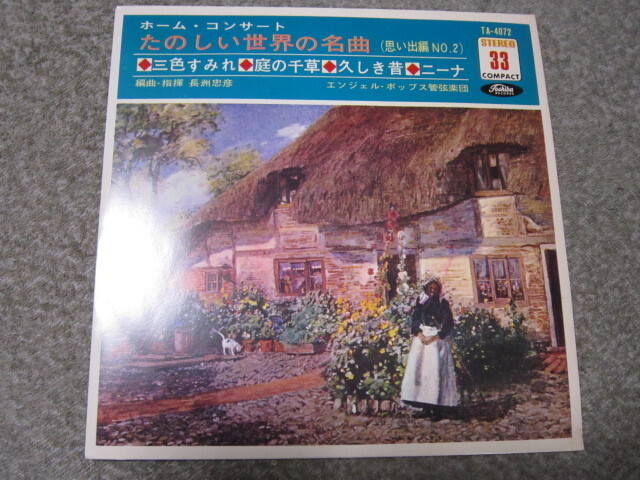 ホーム・コンサート
たのしい世界の名曲(思い出編NO.2)
◆三色すみれ◆庭の千草◆久しき昔◆ニーナ
編曲・指揮 長洲忠彦 エンジェル・ポップス管弦楽団
TA-4072
STEREO
33
COMPACT
Toshiba
RECORDS